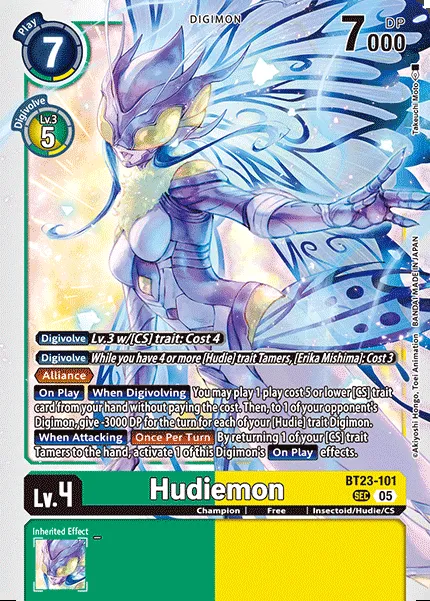 DIGIMON
Play
7
7000
DP
Digivolve
Lv.3
5
Takeuchi Moto
Digivolve Lv.3 w/[CS] trait: Cost 4
Digivolve While you have 4 or more [Hudie] trait Tamers, [Erika Mishima]: Cost 3
Alliance
On Play When Digivolving You may play 1 play cost 5 or lower [CS] trait
card from your hand without paying the cost. Then, to 1 of your opponent's
Digimon, give -3000 DP for the turn for each of your [Hudie] trait Digimon.
When Attacking Once Per Turn By returning 1 of your [CS] trait
Tamers to the hand, activate 1 of this Digimon's On Play effects.
©Akiyoshi Hongo, Toei Animation BANDAI MADE IN JAPAN
Lv.4
Hudiemon
BT23-101
SEC 05
Champion | Free | Insectoid/Hudie/CS
Inherited Effect
–